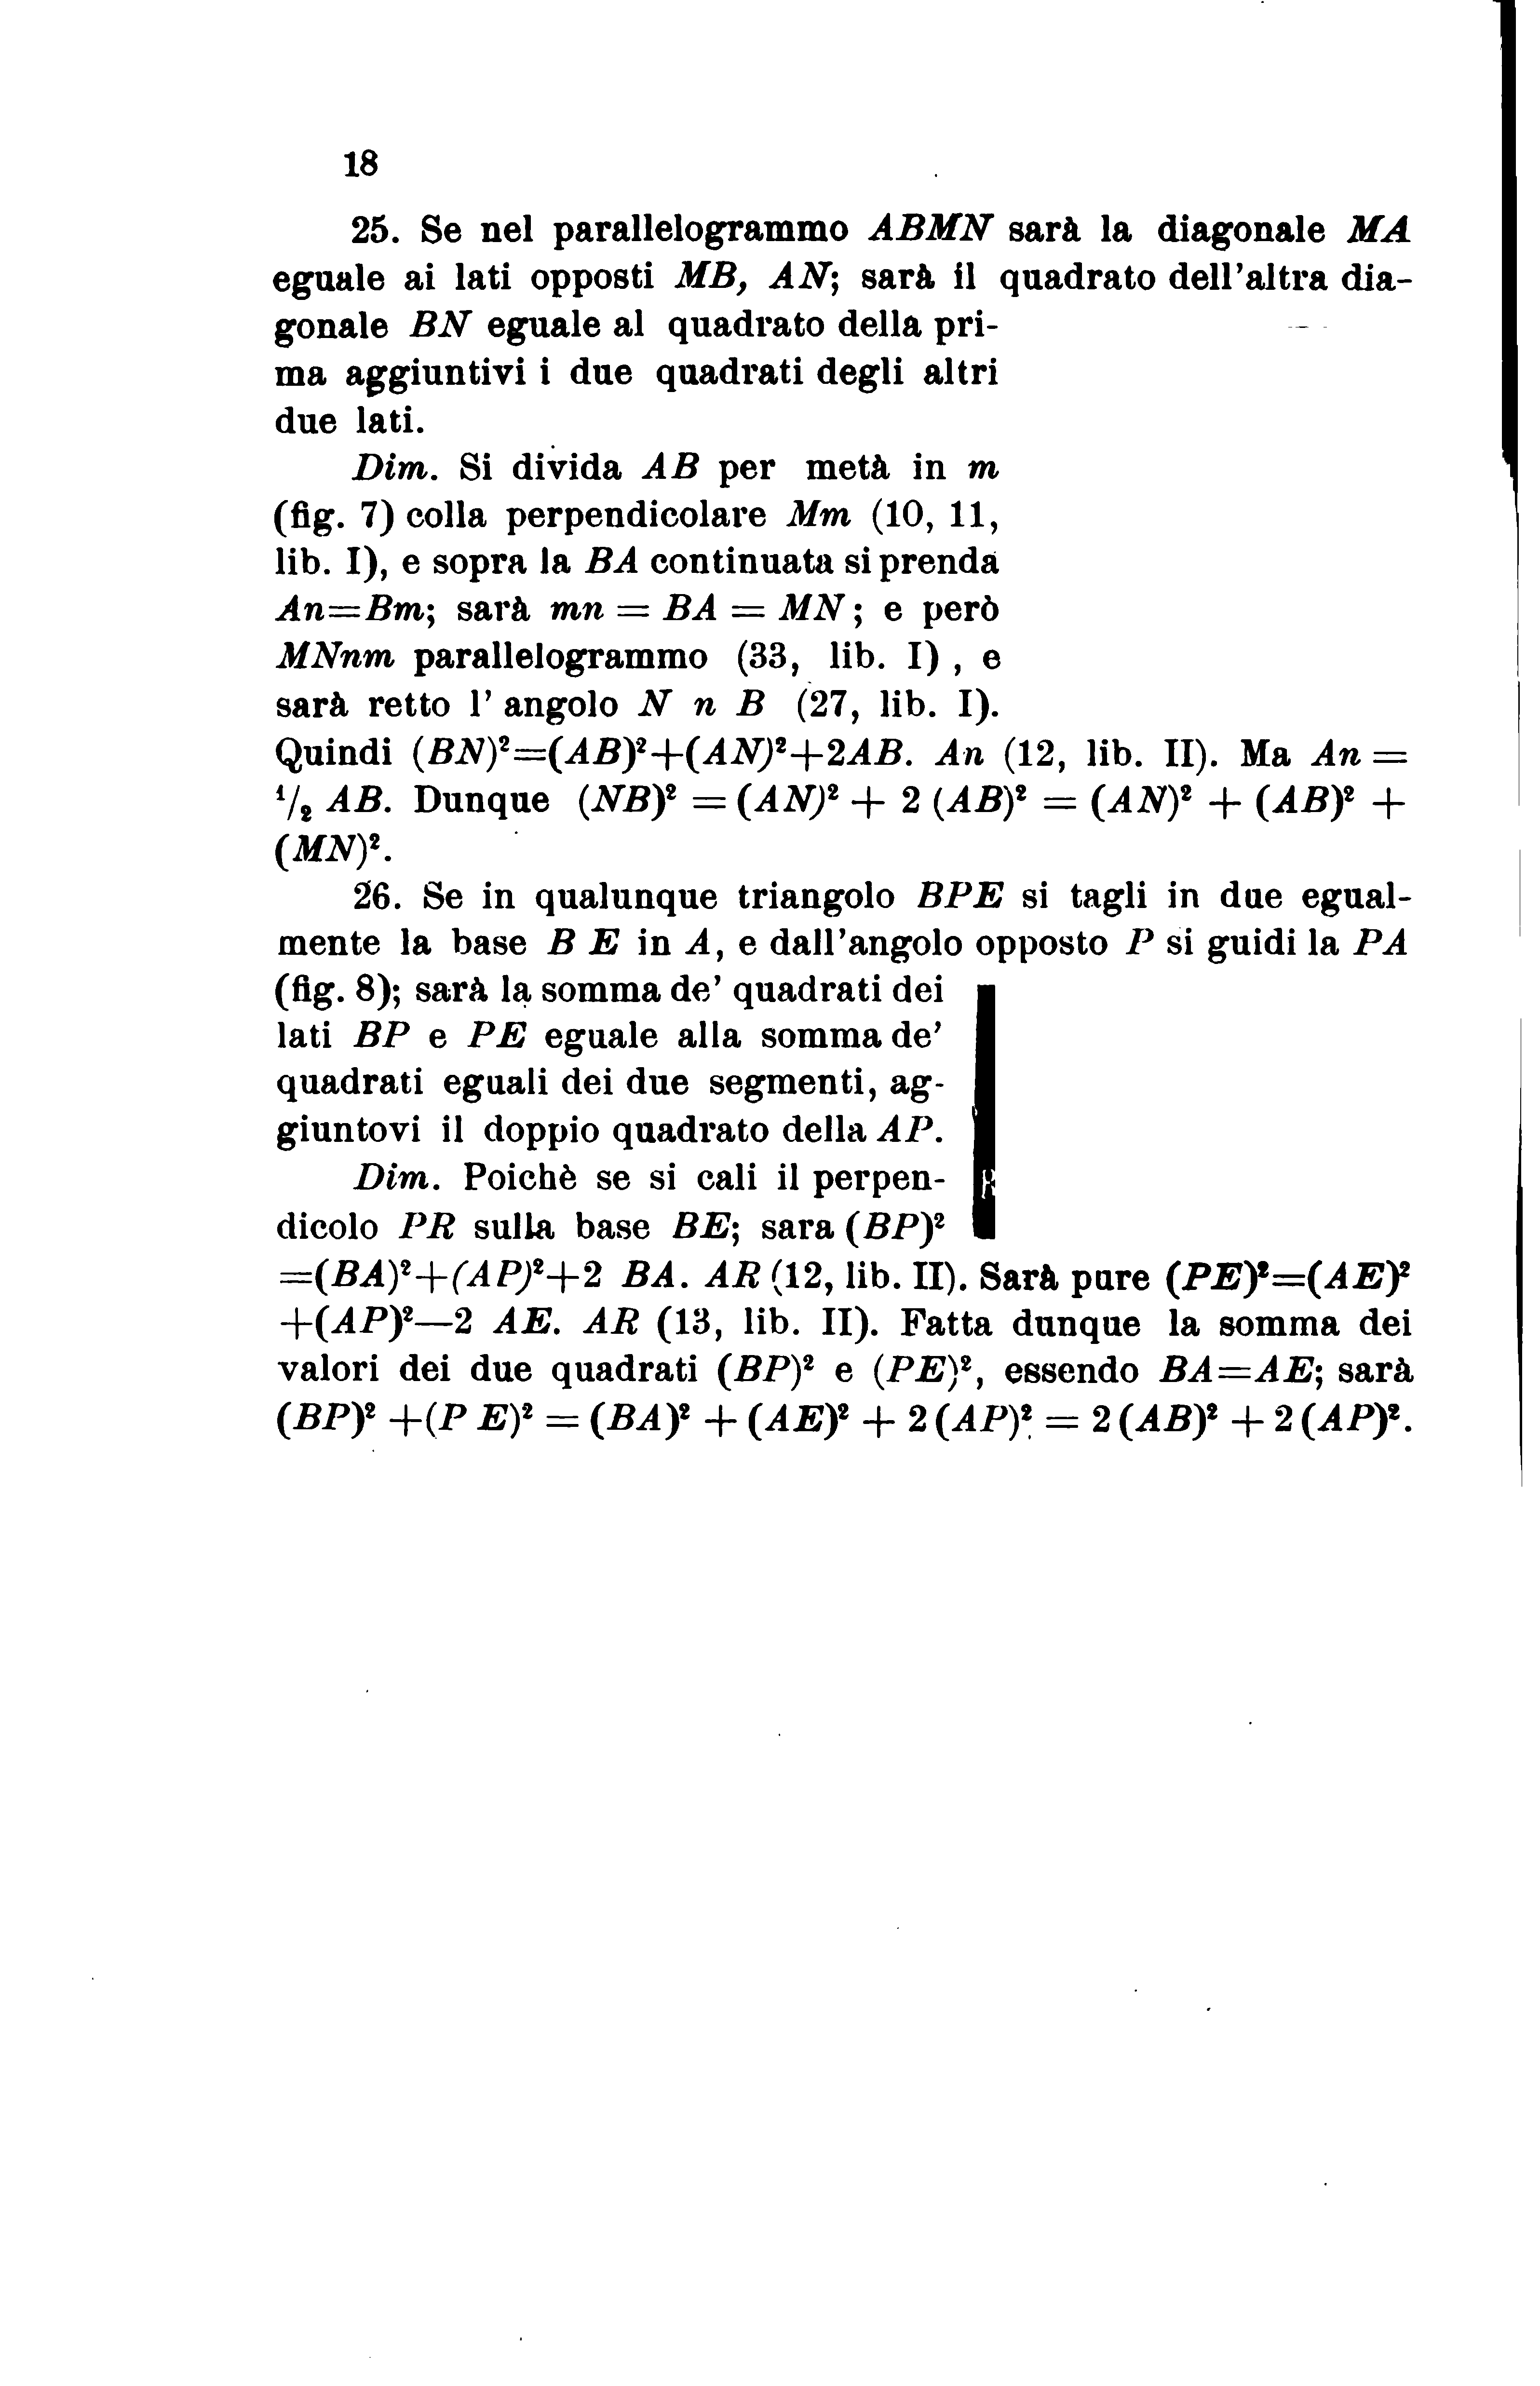 18
25. Se nel parallelogrammo ABMN sarà la diagonale MA
eguale ai lati opposti MB, AN; sarà il quadrato dell'altra dia-
gonale BN eguale al quadrato della pri-
ma aggiuntivi i due quadrati degli altri
due lati.
Dim. Si divida AB per metà in m
(fig. 7) colla perpendicolare Mm (10, 11,
lib. I), e sopra la BA continuata si prenda
An=Bm; sarà mn = BA = MN; e però
MNnm parallelogrammo (33, lib. I) , e
sarà retto l' angolo N n B (27, lib. I).
Quindi (BN)²=(AB)²+(AN)²+2AB. An (12, lib. II). Ma An =
¹/₂ AB. Dunque (NB)² = (AN)² + 2 (AB)² = (AN)² + (AB)² +
(MN)².
26. Se in qualunque triangolo BPE si tagli in due egual-
mente la base B E in A, e dall'angolo opposto P si guidi la PA
(fig. 8); sarà la somma de' quadrati dei
lati BP e PE eguale alla somma de'
quadrati eguali dei due segmenti, ag-
giuntovi il doppio quadrato della AP.
Dim. Poichè se si cali il perpen-
dicolo PR sulla base BE; sara (BP)²
=(BA)²+(AP)²+2 BA. AR (12, lib. II). Sarà pure (PE)²=(AE)²
+(AP)²—2 AE. AR (13, lib. II). Fatta dunque la somma dei
valori dei due quadrati (BP)² e (PE)², essendo BA=AE; sarà
(BP)² +(P E)² = (BA)² + (AE)² + 2 (AP)² = 2 (AB)² + 2 (AP)².